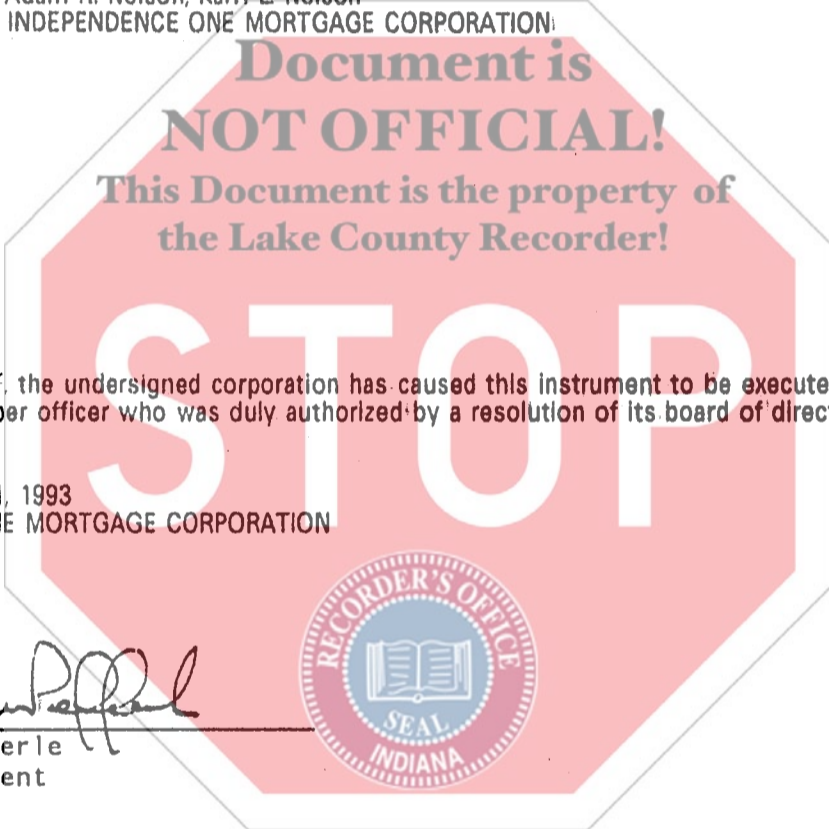 INDEPENDENCE ONE MORTGAGE CORPORATION
Document is
NOT OFFICIAL!
This Document is the property of
the Lake County Recorder!
STOP
the undersigned corporation has caused this instrument to be execute
er officer who was duly authorized by a resolution of its board of direct
, 1993
E MORTGAGE CORPORATION
RECORDER'S OFFICE
SEAL
INDIANA
erle
ent